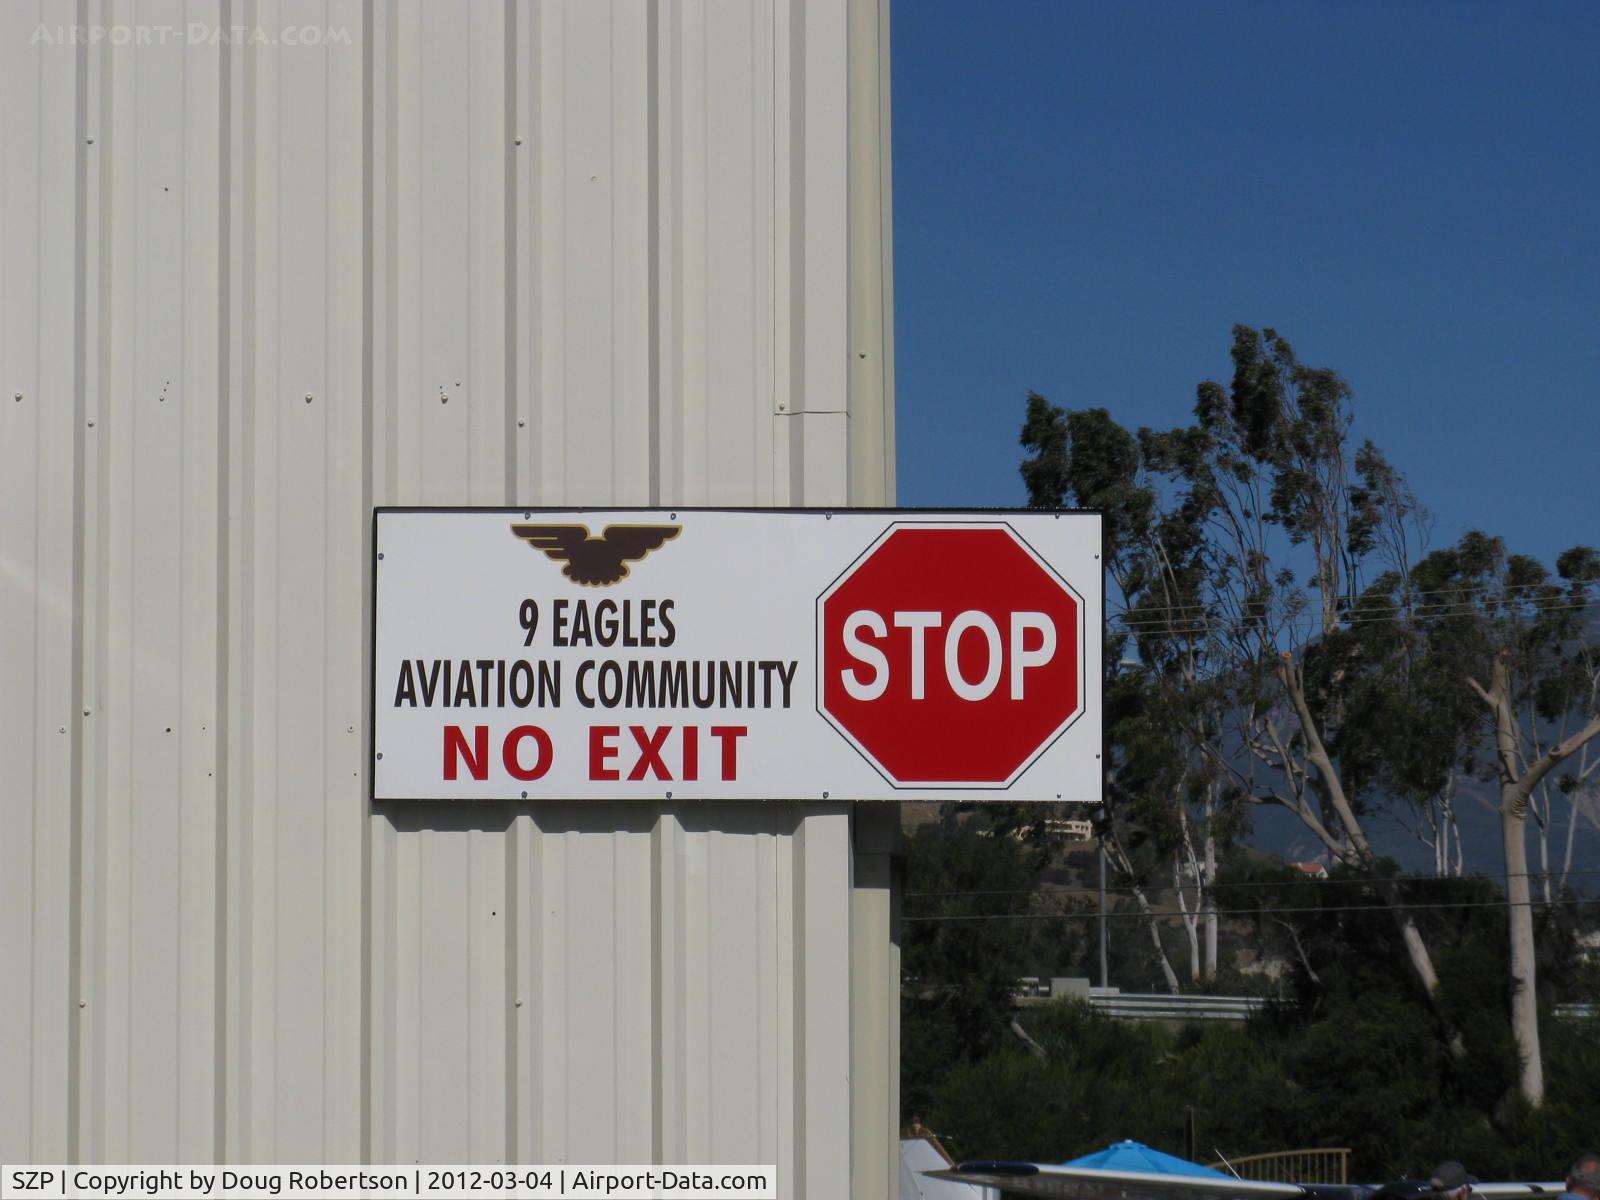 Airport-Data.com
9 EAGLES
AVIATION COMMUNITY
NO EXIT
STOP
SZP | Copyright by Doug Robertson | 2012-03-04 | Airport-Data.com